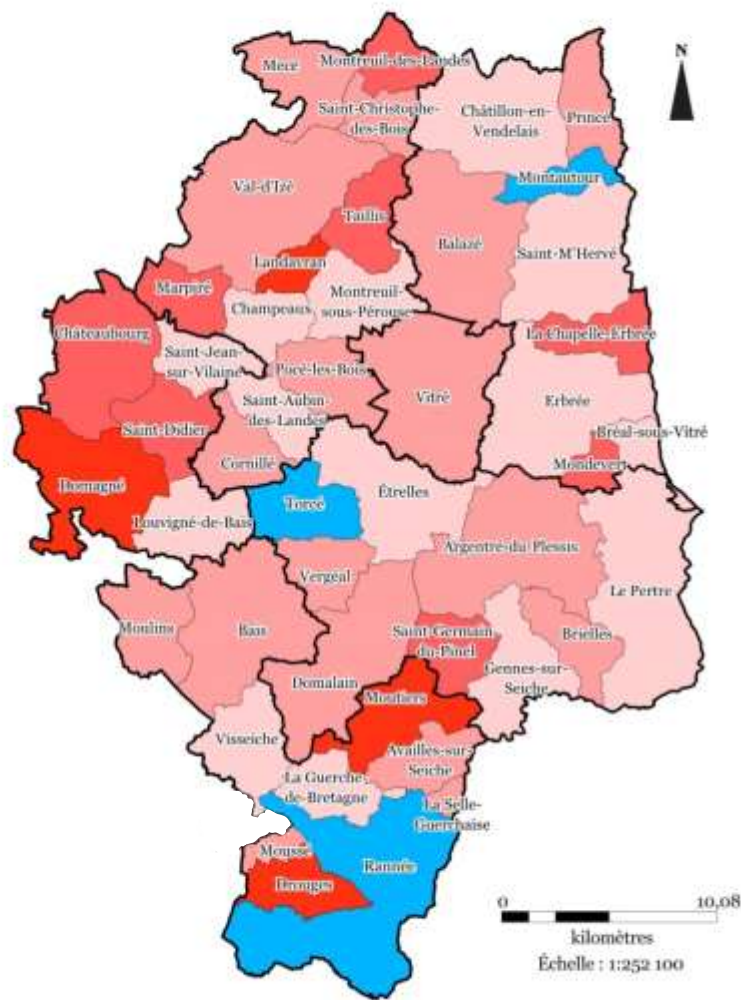 Mecé
Montreuil-des-Landes
N
Saint-Christophe-
des-Bois
Châtillon-en-
Vendelais
Princé
Val-d'Izé
Montautour
Taillis
Balazé
Saint-M'Hervé
Landavran
Marpiré
Montreuil-
sous-Pérouse
Champeaux
Châteaubourg
La Chapelle-Erbrée
Saint-Jean-
sur-Vilaine
Pocé-les-Bois
Vitré
Erbrée
Saint-Aubin-
des-Landes
Saint-Didier
Bréal-sous-Vitré
Cornillé
Mondevert
Domagné
Étrelles
Torcé
Louvigné-de-Bais
Argentré-du-Plessis
Vergéal
Le Pertre
Moulins
Bais
Saint-Germain
du-Pinel
Brielles
Gennes-sur-
Seiche
Domalain
Moutiers
Visseiche
Availles-sur-
Seiche
La Guerche-
de-Bretagne
La Selle-
Guerchaise
Moussé
Rannée
Drouges
0 10,08
kilomètres
Échelle : 1:252 100